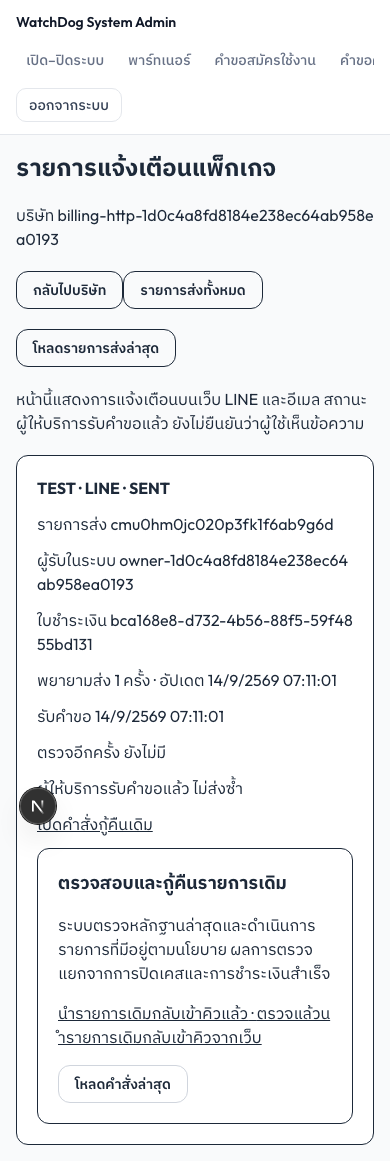 WatchDog System Admin
เปิด-ปิดระบบ พาร์ทเนอร์ คำขอสมัครใช้งาน
ออกจากระบบ
รายการแจ้งเตือนแพ็กเกจ
บริษัท billing-http-1d0c4a8fd8184e238ec64ab958e
a0193
กลับไปบริษัท รายการส่งทั้งหมด
โหลดรายการส่งล่าสุด
หน้านี้แสดงการแจ้งเตือนบนเว็บ LINE และอีเมล สถานะ
ผู้ให้บริการรับคำขอแล้ว ยังไม่ยืนยันว่าผู้ใช้เห็นข้อความ
TEST · LINE · SENT
รายการส่ง cmu0hm0jc020p3fk1f6ab9g6d
ผู้รับในระบบ owner-1d0c4a8fd8184e238ec64
ab958ea0193
ใบชำระเงิน bca168e8-d732-4b56-88f5-59f48
55bd131
พยายามส่ง 1 ครั้ง · อัปเดต 14/9/2569 07:11:01
รับคำขอ 14/9/2569 07:11:01
ตรวจอีกครั้ง ยังไม่มี
ผู้ให้บริการรับคำขอแล้ว ไม่ส่งซ้ำ
N
เปิดคำสั่งกู้คืนเดิม
ตรวจสอบและกู้คืนรายการเดิม
ระบบตรวจหลักฐานล่าสุดและดำเนินการ
รายการที่มีอยู่ตามนโยบาย ผลการตรวจ
แยกจากการปิดเคสและการชำระเงินสำเร็จ
นำรายการเดิมกลับเข้าคิวแล้ว · ตรวจแล้วน
ำรายการเดิมกลับเข้าคิวจากเว็บ
โหลดคำสั่งล่าสุด